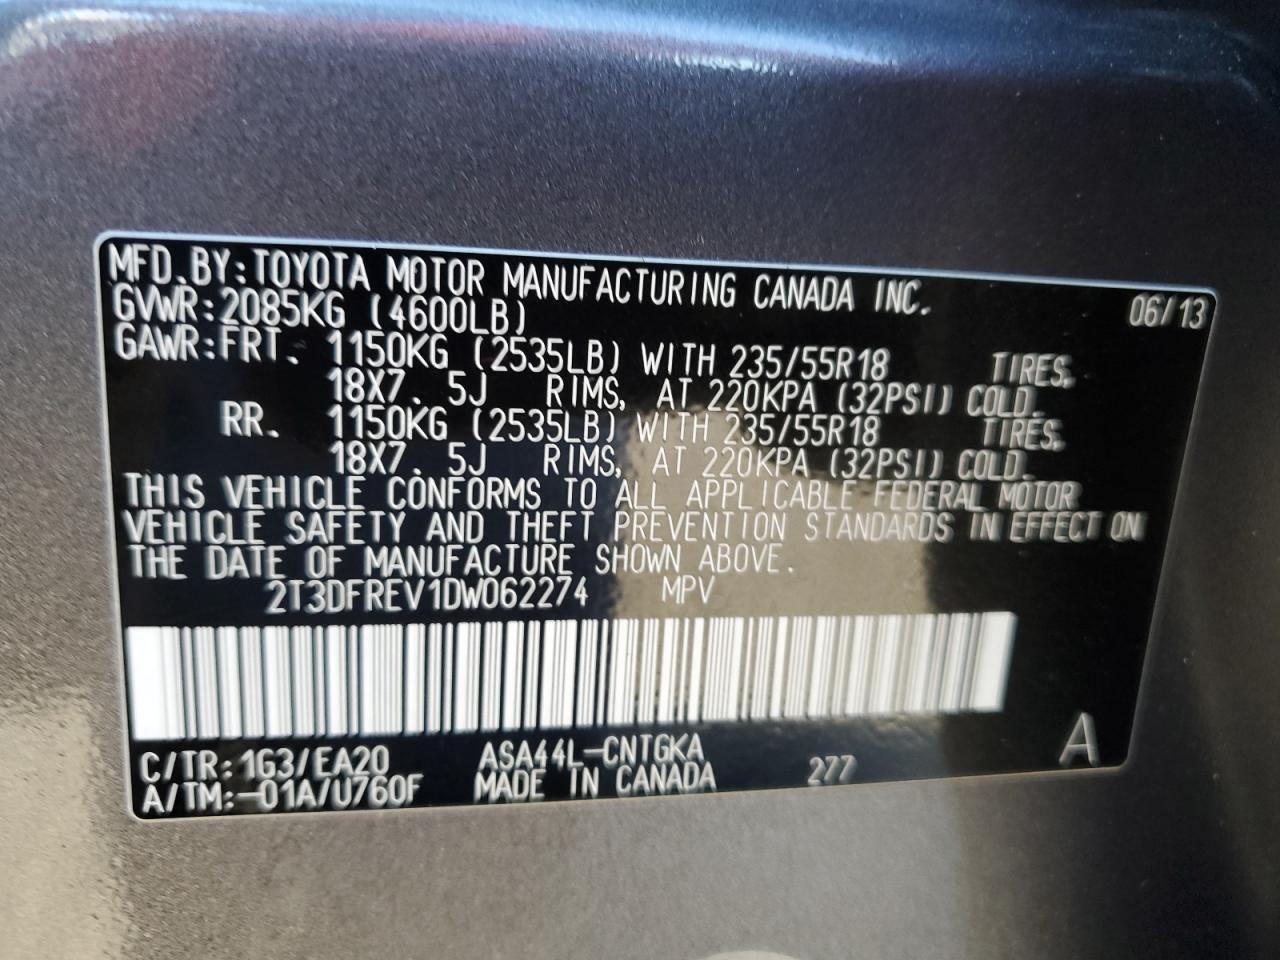 MFD. BY: TOYOTA MOTOR MANUFACTURING CANADA INC. 06/13
GVWR: 2085KG (4600LB)
GAWR: FRT. 1150KG (2535LB) WITH 235/55R18 TIRES,
18X7. 5J RIMS, AT 220KPA (32PSI) COLD.
RR. 1150KG (2535LB) WITH 235/55R18 TIRES,
18X7. 5J RIMS, AT 220KPA (32PSI) COLD.
THIS VEHICLE CONFORMS TO ALL APPLICABLE FEDERAL MOTOR
VEHICLE SAFETY AND THEFT PREVENTION STANDARDS IN EFFECT ON
THE DATE OF MANUFACTURE SHOWN ABOVE.
2T3DFREV1DW062274 MPV
A
C/TR: 1G3/EA20 ASA44L-CNTGKA
A/TM: -01A/U760F MADE IN CANADA 277